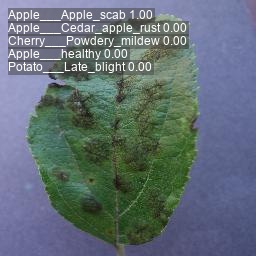 Apple___Apple_scab 1.00
Apple___Cedar_apple_rust 0.00
Cherry___Powdery_mildew 0.00
Apple___healthy 0.00
Potato___Late_blight 0.00